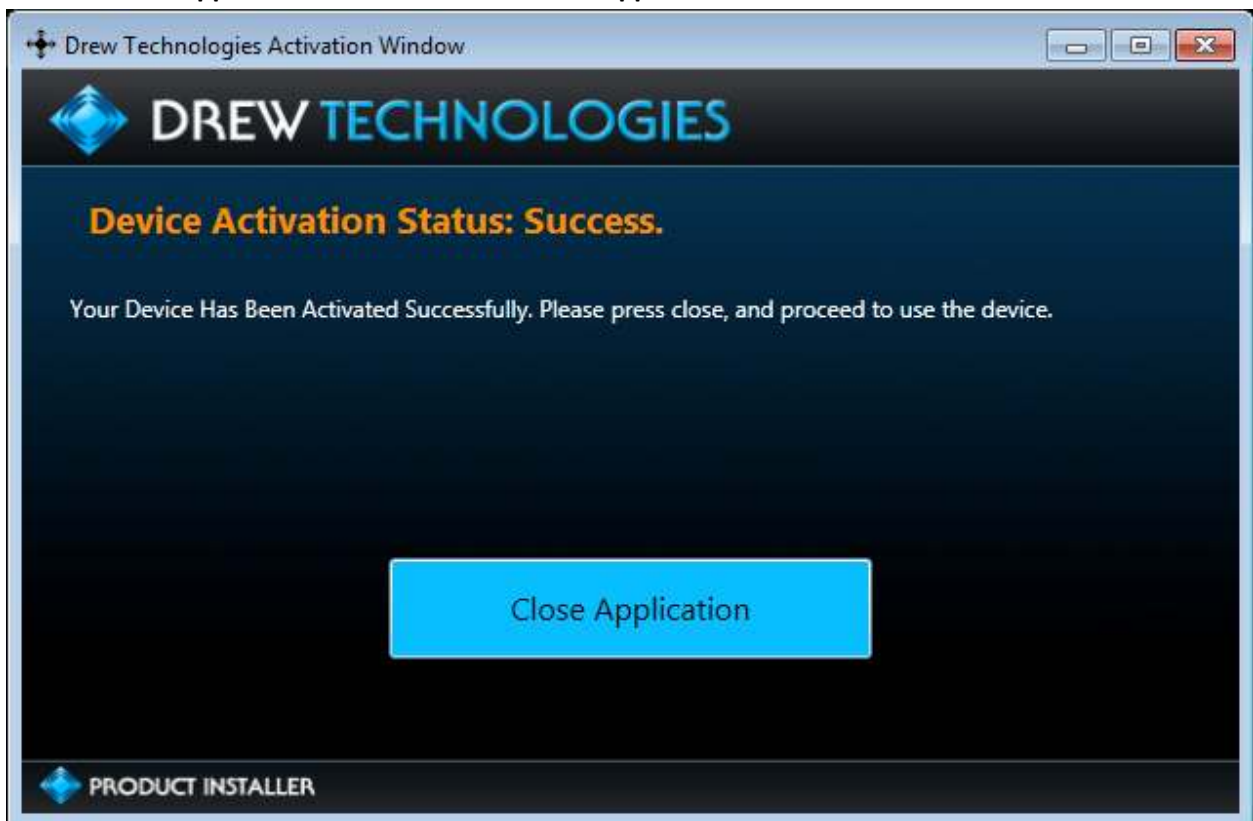 Drew Technologies Activation Window
DREW TECHNOLOGIES
Device Activation Status: Success.
Your Device Has Been Activated Successfully. Please press close, and proceed to use the device.
Close Application
PRODUCT INSTALLER